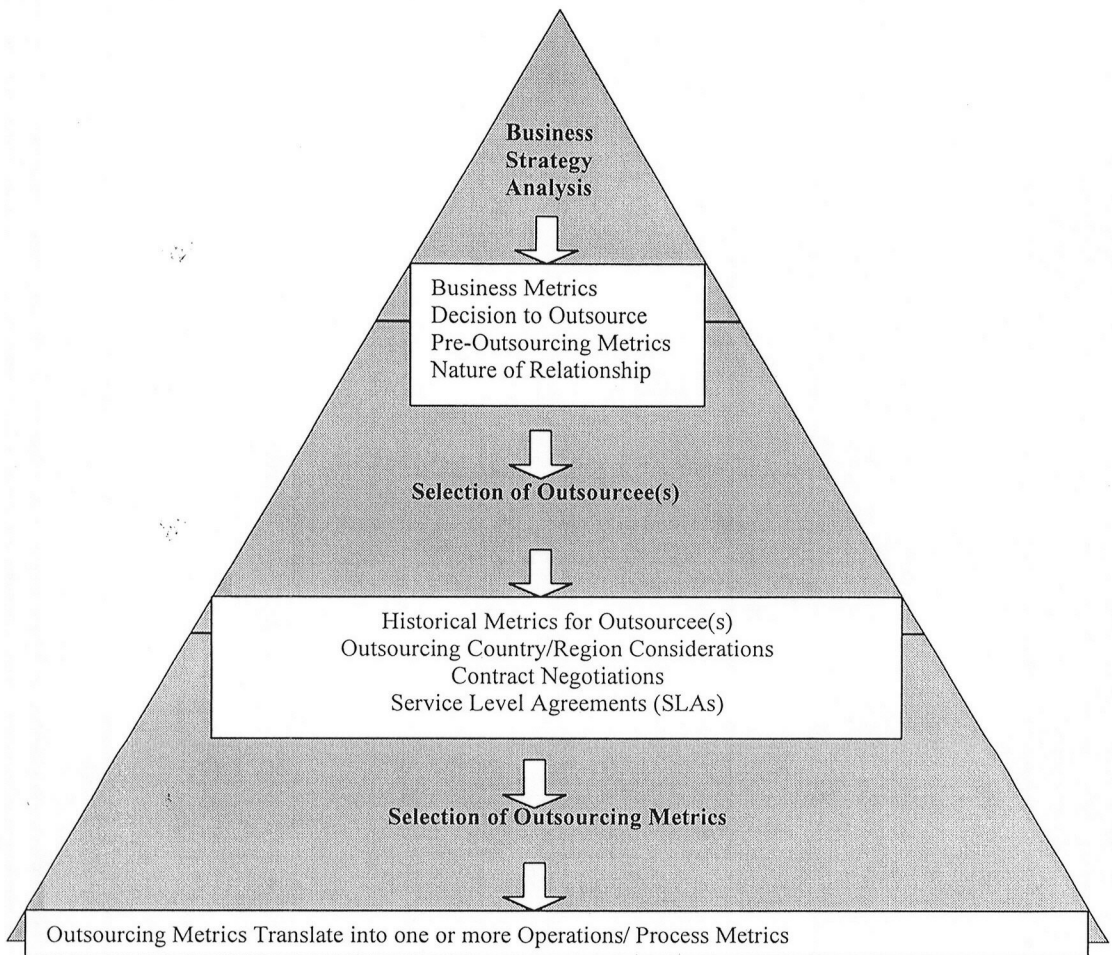 Business
Strategy
Analysis
Business Metrics
Decision to Outsource
Pre-Outsourcing Metrics
Nature of Relationship
Selection of Outsourcee(s)
Historical Metrics for Outsourcee(s)
Outsourcing Country/Region Considerations
Contract Negotiations
Service Level Agreements (SLAs)
Selection of Outsourcing Metrics
Outsourcing Metrics Translate into one or more Operations/ Process Metrics